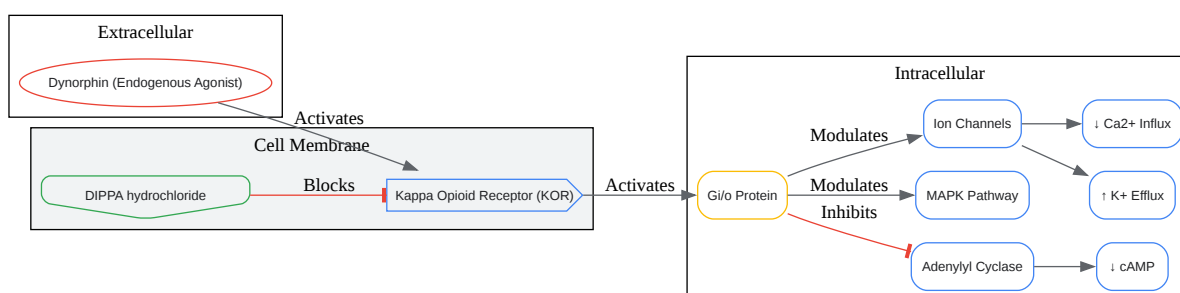 Extracellular
Dynorphin (Endogenous Agonist)
Activates
Cell Membrane
DIPPA hydrochloride
Blocks
Kappa Opioid Receptor (KOR)
Activates
Intracellular
Gi/o Protein
Modulates
Ion Channels
↓ Ca2+ Influx
↑ K+ Efflux
Modulates
MAPK Pathway
Inhibits
Adenylyl Cyclase
↓ cAMP